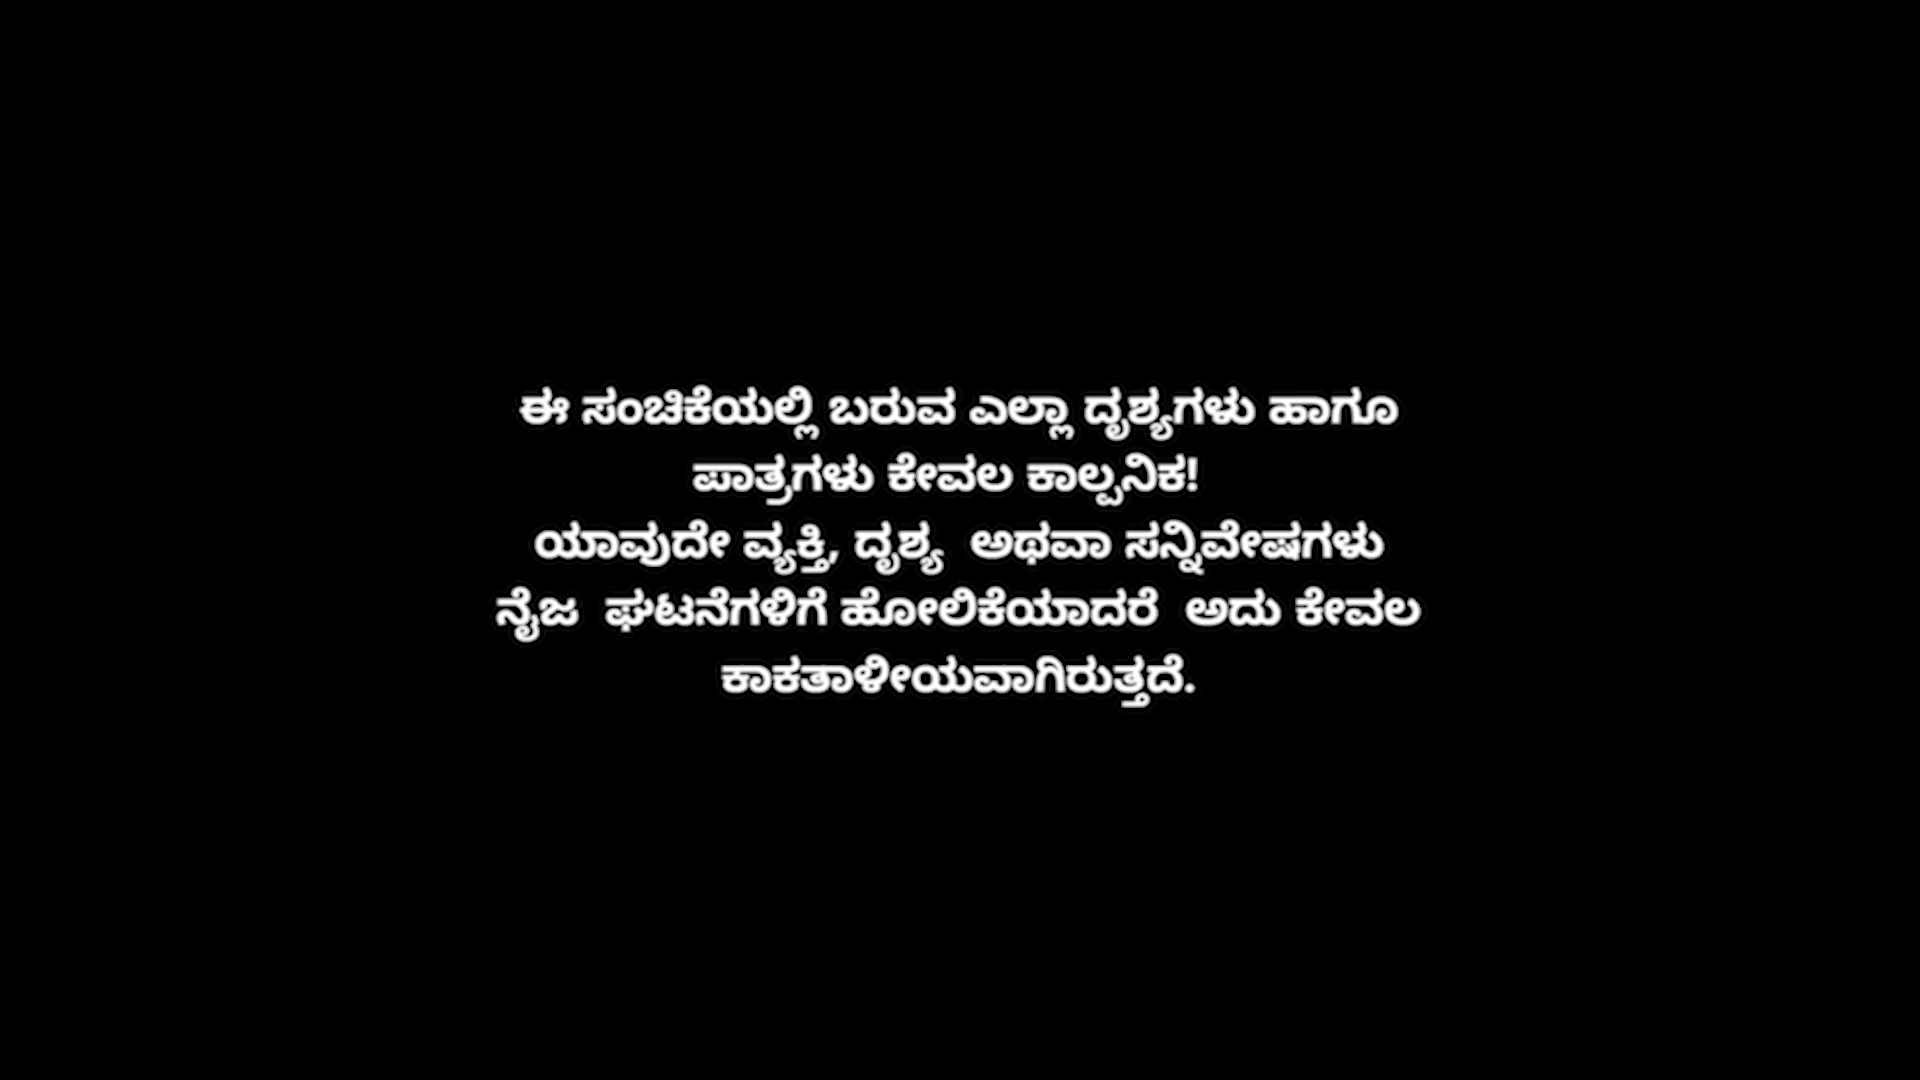 ಈ ಸಂಚಿಕೆಯಲ್ಲಿ ಬರುವ ಎಲ್ಲಾ ದೃಶ್ಯಗಳು ಹಾಗೂ
ಪಾತ್ರಗಳು ಕೇವಲ ಕಾಲ್ಪನಿಕ!
ಯಾವುದೇ ವ್ಯಕ್ತಿ, ದೃಶ್ಯ ಅಥವಾ ಸನ್ನಿವೇಷಗಳು
ನೈಜ ಘಟನೆಗಳಿಗೆ ಹೋಲಿಕೆಯಾದರೆ ಅದು ಕೇವಲ
ಕಾಕತಾಳೀಯವಾಗಿರುತ್ತದೆ.